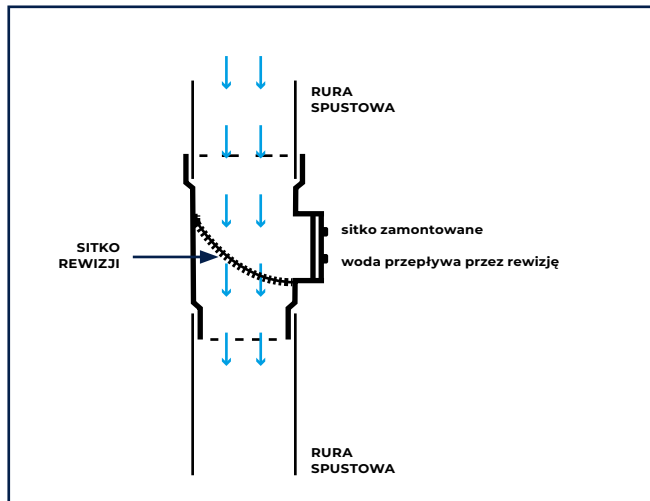 RURA
SPUSTOWA
sitko zamontowane
SITKO
REWIZJI
woda przepływa przez rewizję
RURA
SPUSTOWA